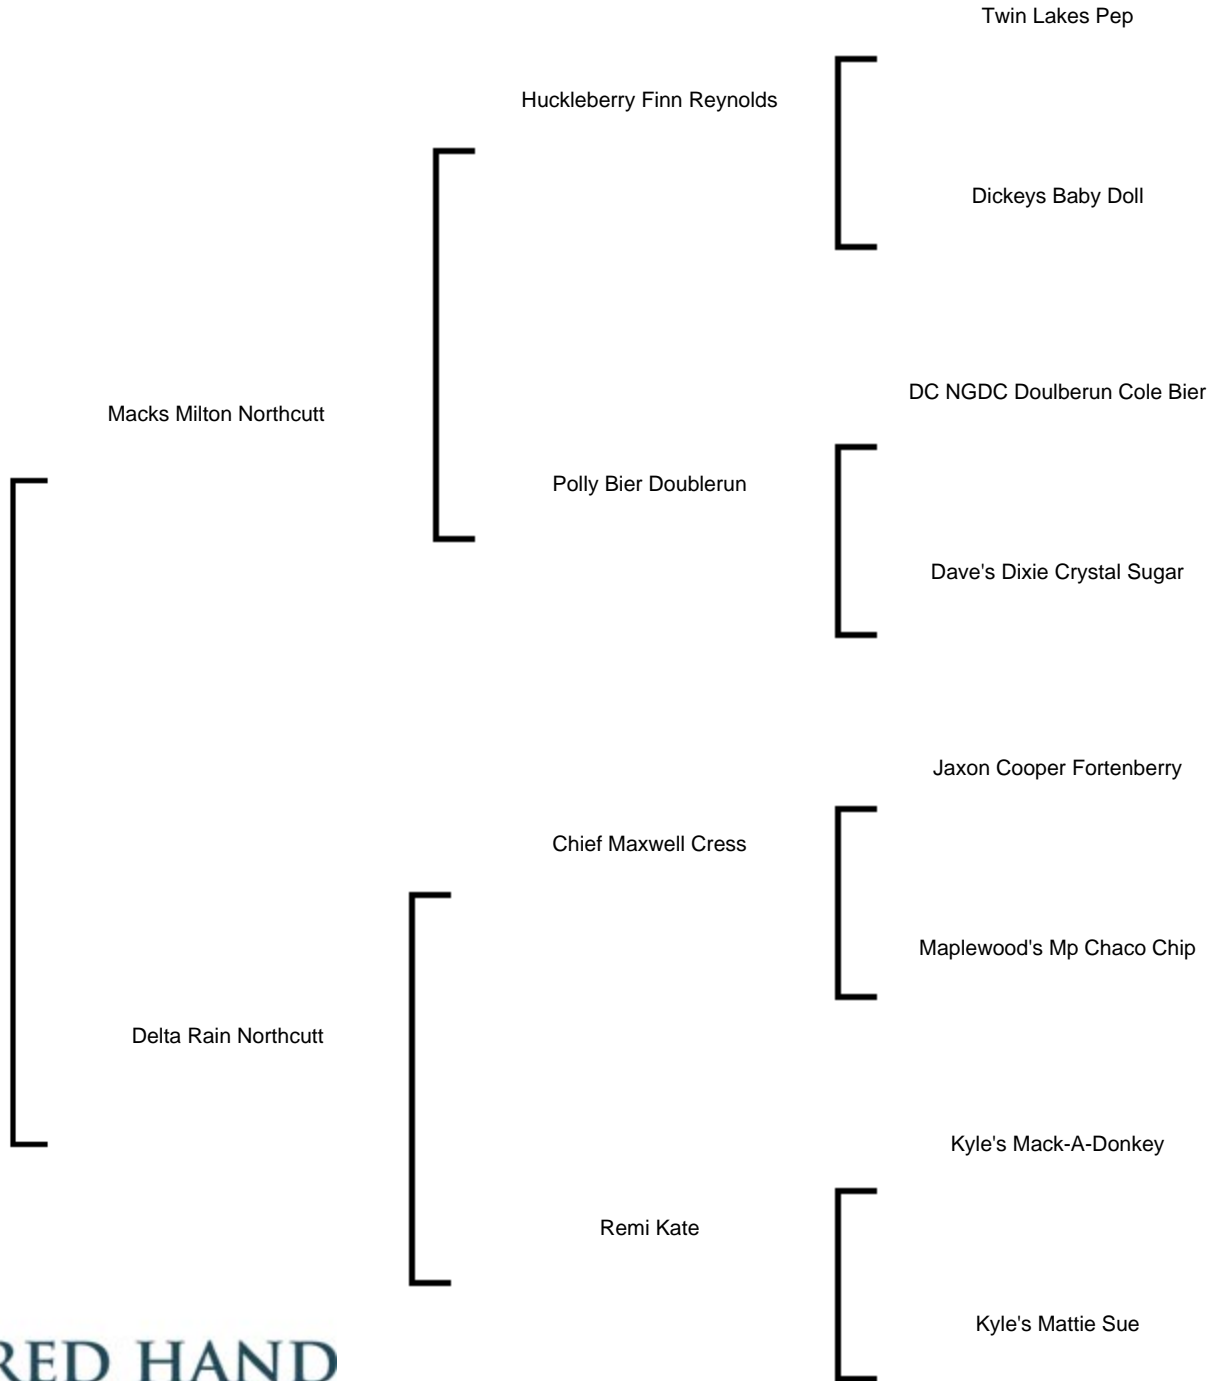 Twin Lakes Pep
Huckleberry Finn Reynolds
Dickeys Baby Doll
DC NGDC Doulberun Cole Bier
Macks Milton Northcutt
Polly Bier Doublerun
Dave's Dixie Crystal Sugar
Jaxon Cooper Fortenberry
Chief Maxwell Cress
Maplewood's Mp Chaco Chip
Delta Rain Northcutt
Kyle's Mack-A-Donkey
Remi Kate
Kyle's Mattie Sue
RED HAND